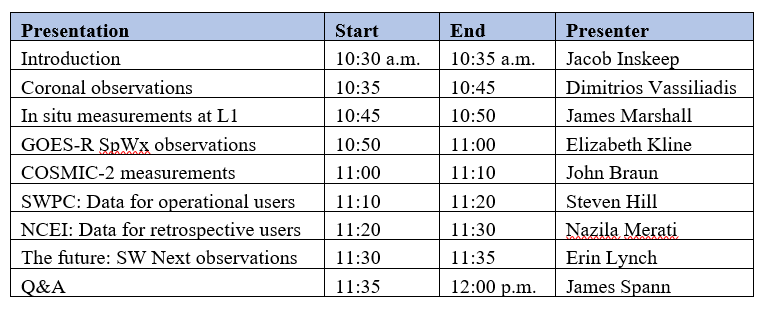 Presentation Start End Presenter
Introduction 10:30 a.m. 10:35 a.m. Jacob Inskeep
Coronal observations 10:35 10:45 Dimitrios Vassiliadis
In situ measurements at L1 10:45 10:50 James Marshall
GOES-R SpWx observations 10:50 11:00 Elizabeth Kline
COSMIC-2 measurements 11:00 11:10 John Braun
SWPC: Data for operational users 11:10 11:20 Steven Hill
NCEI: Data for retrospective users 11:20 11:30 Nazila Merati
The future: SW Next observations 11:30 11:35 Erin Lynch
Q&A 11:35 12:00 p.m. James Spann